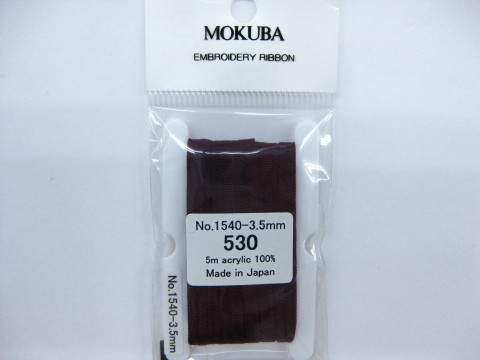 MOKUBA
EMBROIDERY RIBBON
No.1540-3.5mm
530
5m acrylic 100%
Made in Japan
No.1540-3.5mm